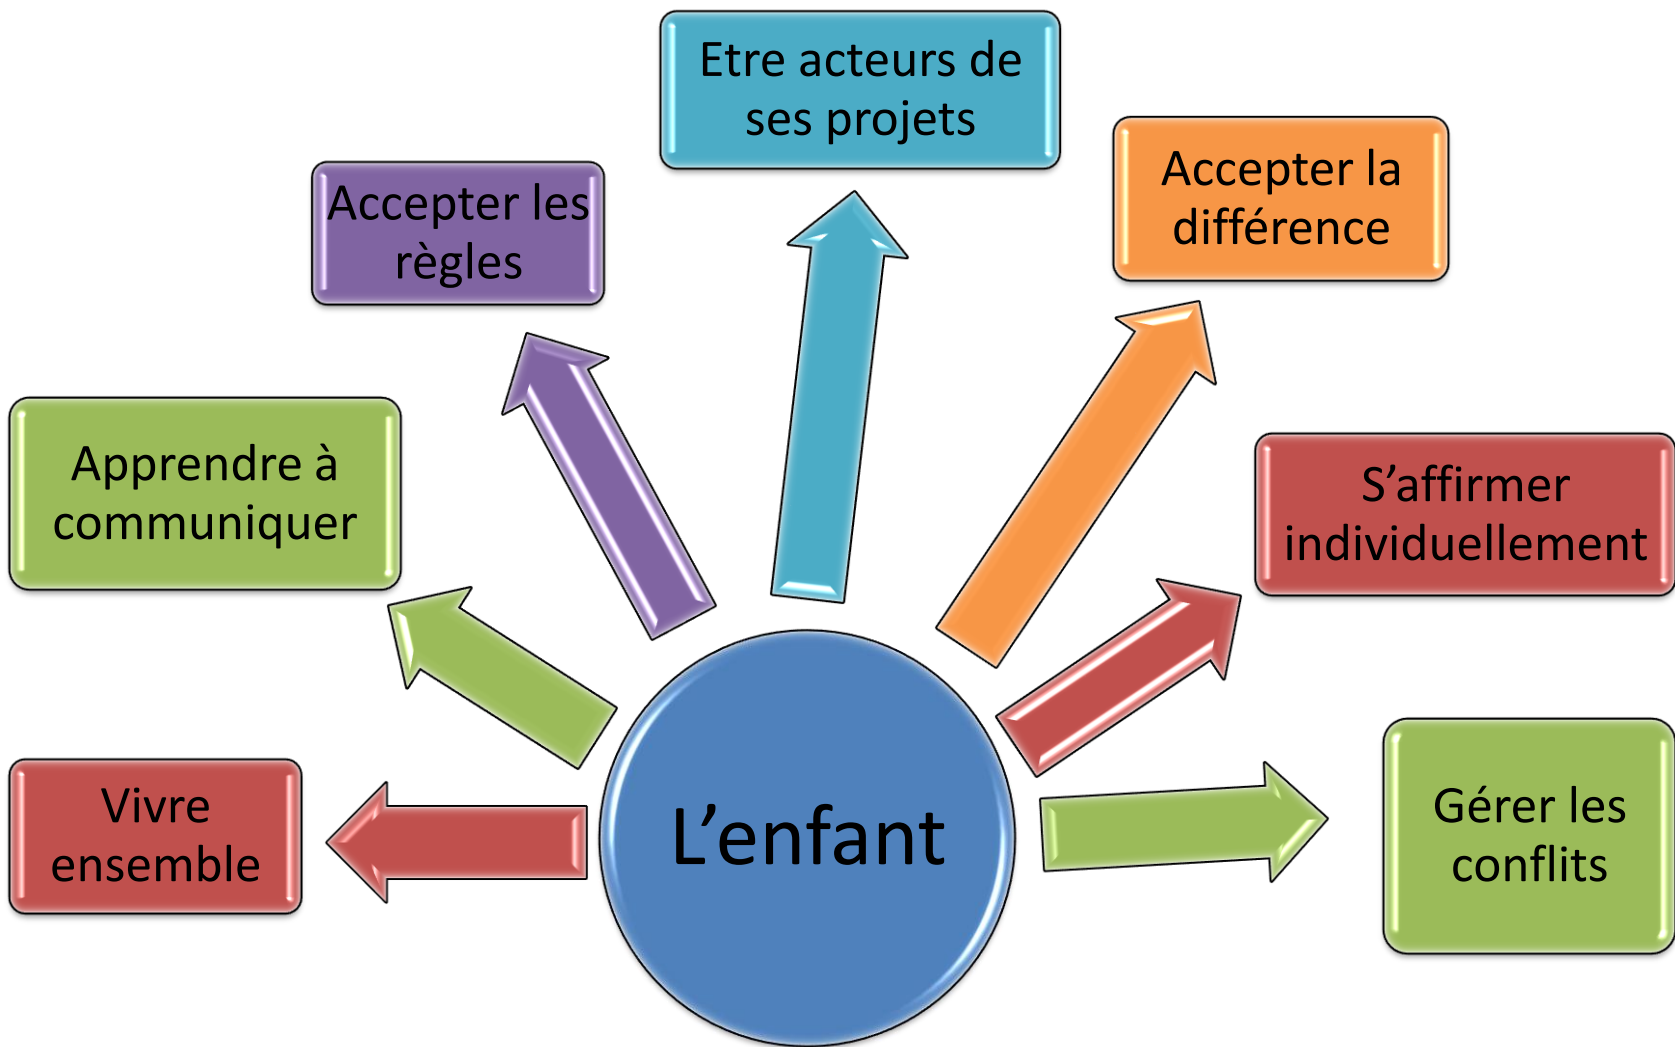 Etre acteurs de
ses projets
Accepter la
différence
Accepter les
règles
Apprendre à
communiquer
S’affirmer
individuellement
Vivre
ensemble
L’enfant
Gérer les
conflits